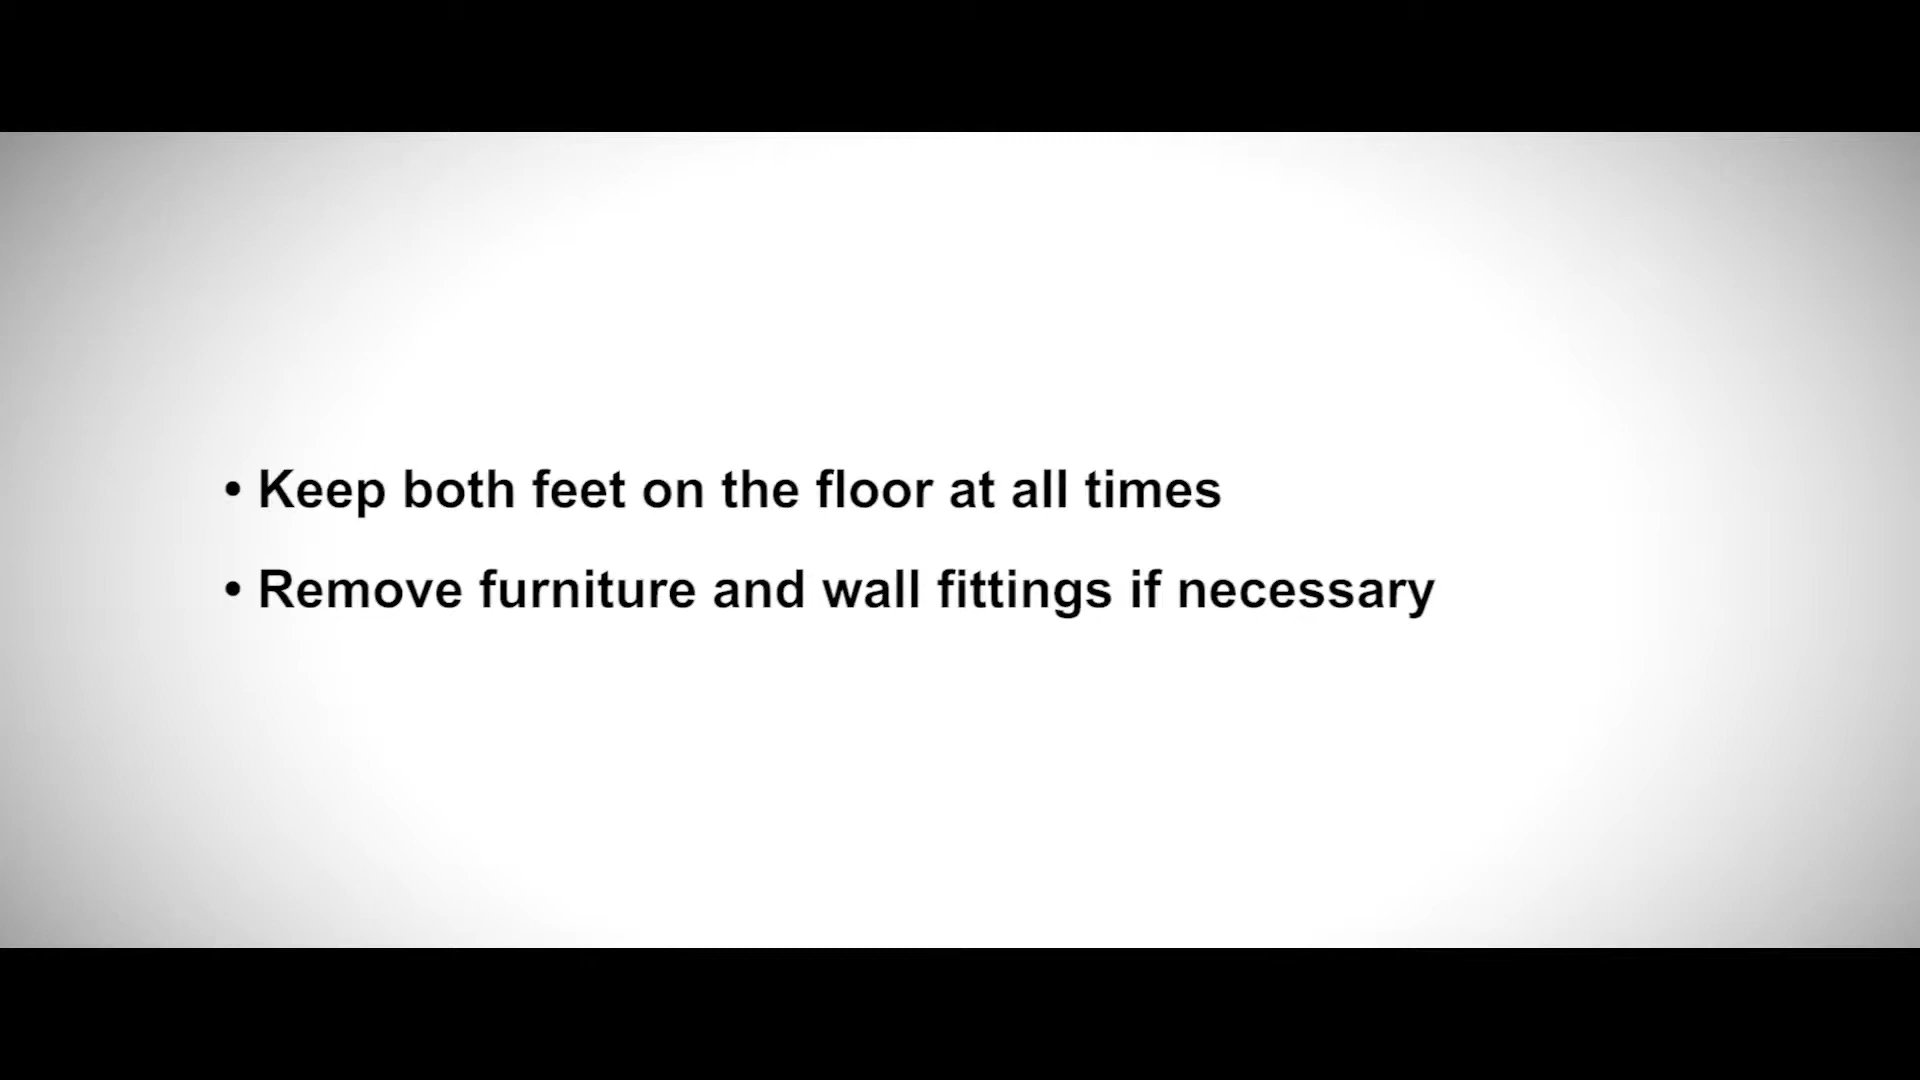 • Keep both feet on the floor at all times
• Remove furniture and wall fittings if necessary